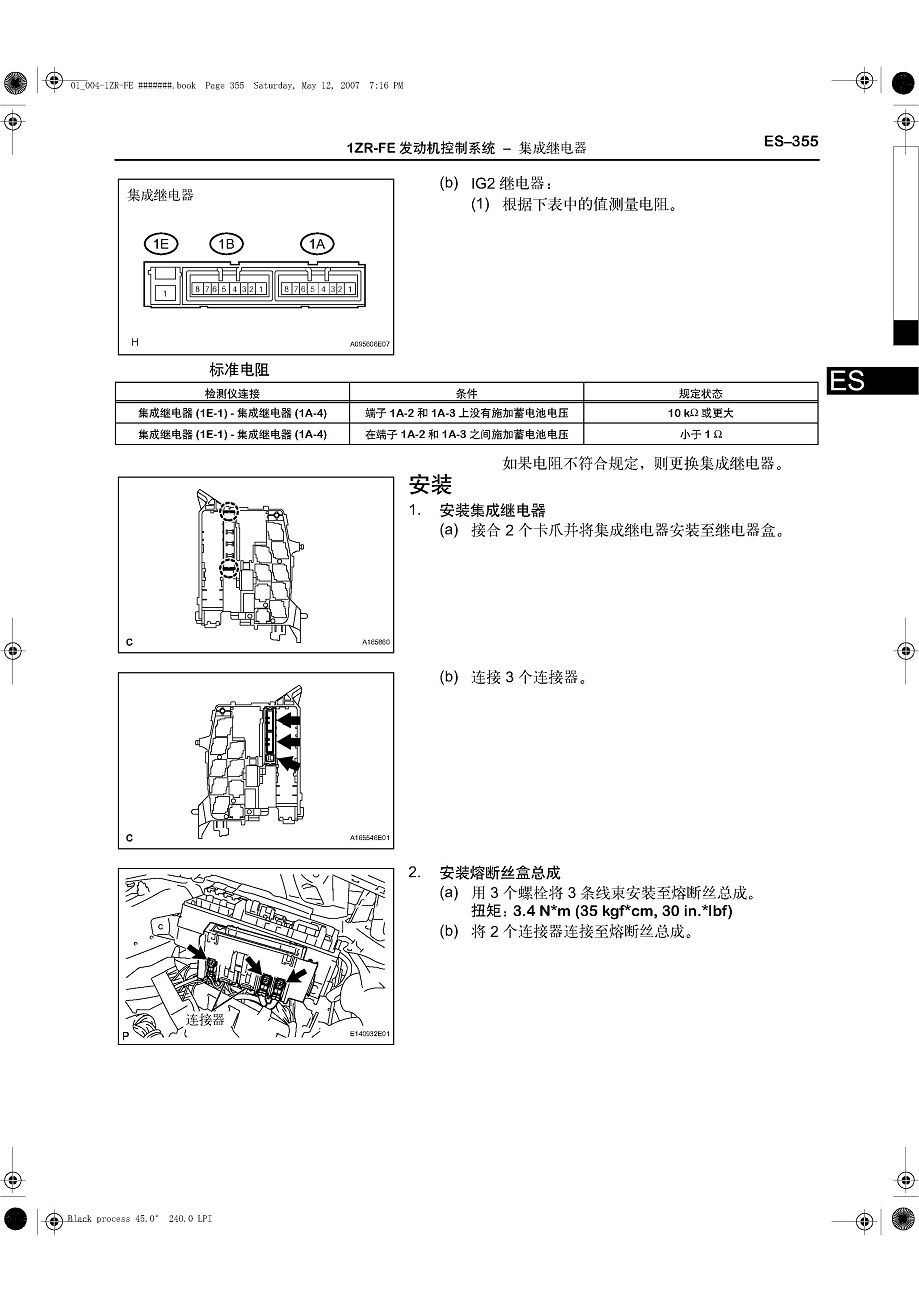 01_004-1ZR-FE #######.book Page 355 Saturday, May 12, 2007 7:16 PM
1ZR-FE 发动机控制系统 – 集成继电器
ES–355
集成继电器
1E 1B 1A
1 8 7 6 5 4 3 2 1 8 7 6 5 4 3 2 1
H A095608E07
(b) IG2 继电器：
(1) 根据下表中的值测量电阻。
标准电阻
检测仪连接 条件 规定状态
集成继电器 (1E-1) - 集成继电器 (1A-4) 端子 1A-2 和 1A-3 上没有施加蓄电池电压 10 kΩ 或更大
集成继电器 (1E-1) - 集成继电器 (1A-4) 在端子 1A-2 和 1A-3 之间施加蓄电池电压 小于 1 Ω
ES
如果电阻不符合规定，则更换集成继电器。
安装
1. 安装集成继电器
(a) 接合 2 个卡爪并将集成继电器安装至继电器盒。
C A165860
(b) 连接 3 个连接器。
C A165546E01
2. 安装熔断丝盒总成
(a) 用 3 个螺栓将 3 条线束安装至熔断丝总成。
扭矩：3.4 N*m (35 kgf*cm, 30 in.*lbf)
(b) 将 2 个连接器连接至熔断丝总成。
连接器
P E140932E01
Black process 45.0° 240.0 LPI